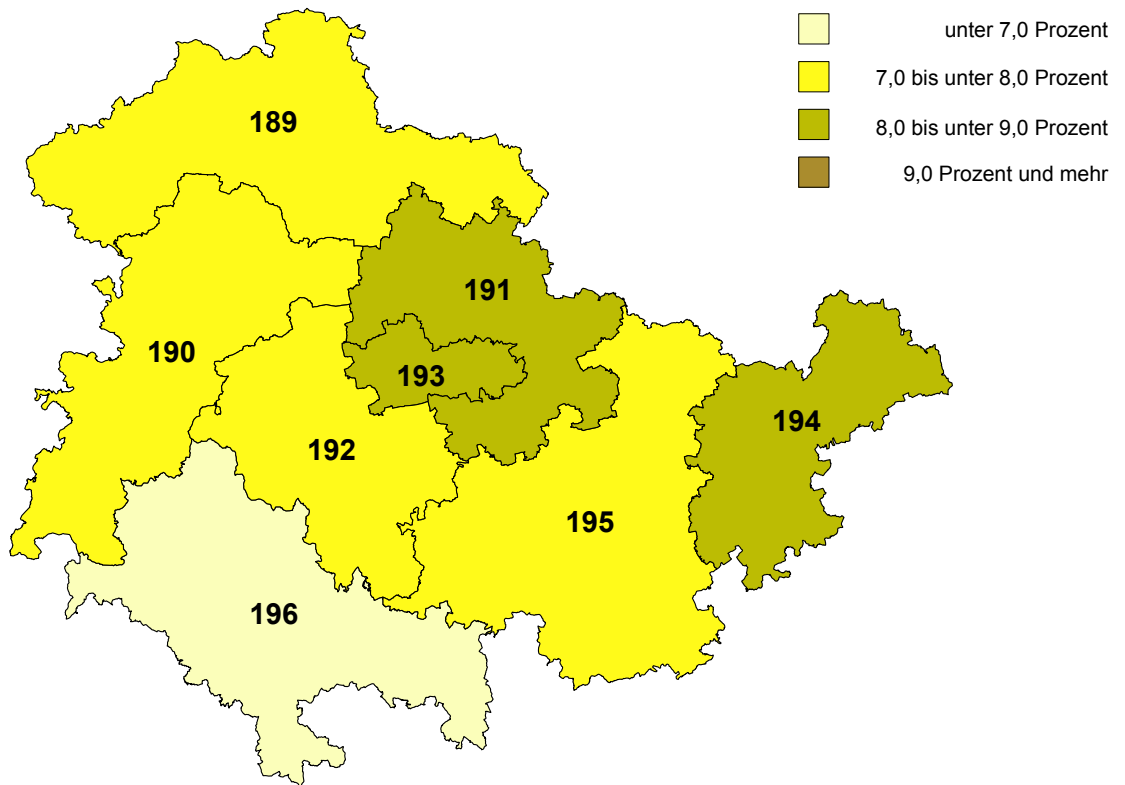 unter 7,0 Prozent
7,0 bis unter 8,0 Prozent
8,0 bis unter 9,0 Prozent
9,0 Prozent und mehr
189
191
190
193
194
192
195
196